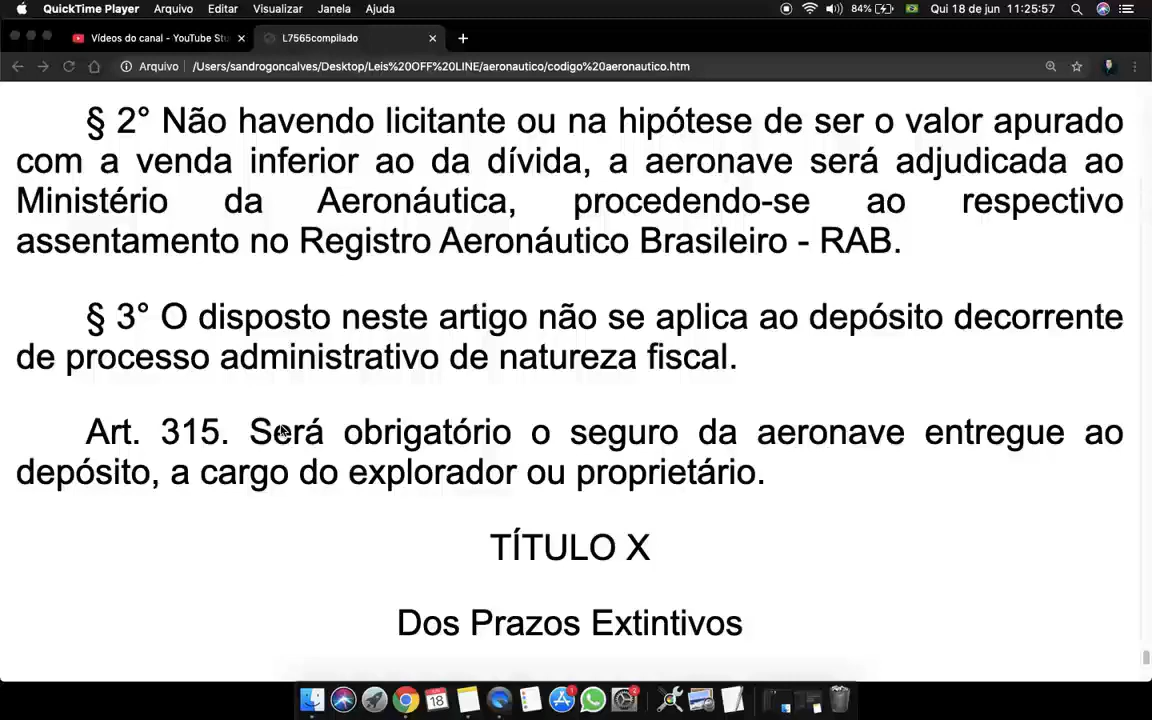 QuickTime Player Arquivo Editar Visualizar Janela Ajuda 84% Qui 18 de jun 11:25:57
Vídeos do canal - YouTube Stu L7565compilado
Arquivo /Users/sandrogoncalves/Desktop/Leis%20OFF%20LINE/aeronautico/codigo%20aeronautico.htm
§ 2° Não havendo licitante ou na hipótese de ser o valor apurado
com a venda inferior ao da dívida, a aeronave será adjudicada ao
Ministério da Aeronáutica, procedendo-se ao respectivo
assentamento no Registro Aeronáutico Brasileiro - RAB.
§ 3° O disposto neste artigo não se aplica ao depósito decorrente
de processo administrativo de natureza fiscal.
Art. 315. Será obrigatório o seguro da aeronave entregue ao
depósito, a cargo do explorador ou proprietário.
TÍTULO X
Dos Prazos Extintivos
18